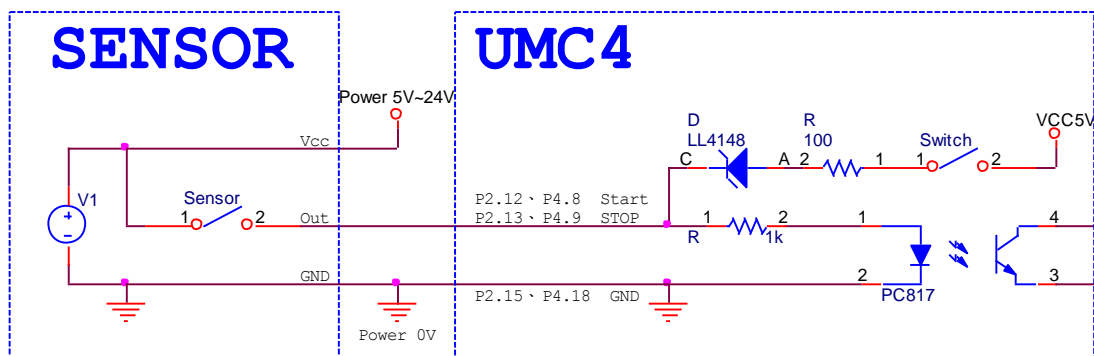 SENSOR
UMC4
Power 5V~24V
Vcc
D
LL4148
R
100
Switch
VCC5V
C
A
2
1
1
2
V1
Sensor
1
2
Out
P2.12、P4.8 Start
P2.13、P4.9 STOP
1
2
R
1k
1
4
GND
P2.15、P4.18 GND
2
3
PC817
Power 0V